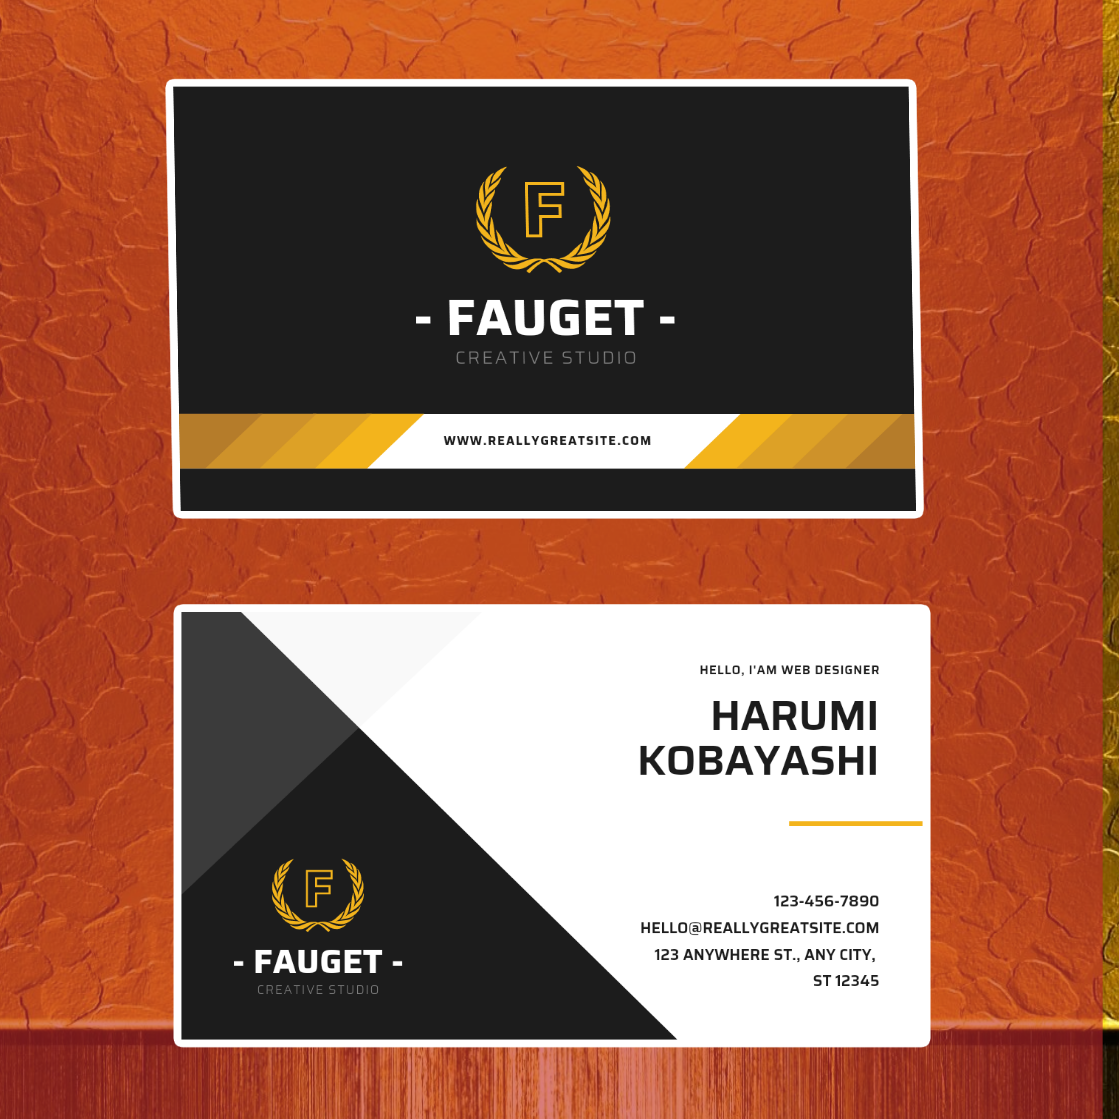 F
- FAUGET -
CREATIVE STUDIO
WWW.REALLYGREATSITE.COM
HELLO, I'AM WEB DESIGNER
HARUMI
KOBAYASHI
123-456-7890
HELLO@REALLYGREATSITE.COM
123 ANYWHERE ST., ANY CITY,
ST 12345
F
- FAUGET -
CREATIVE STUDIO